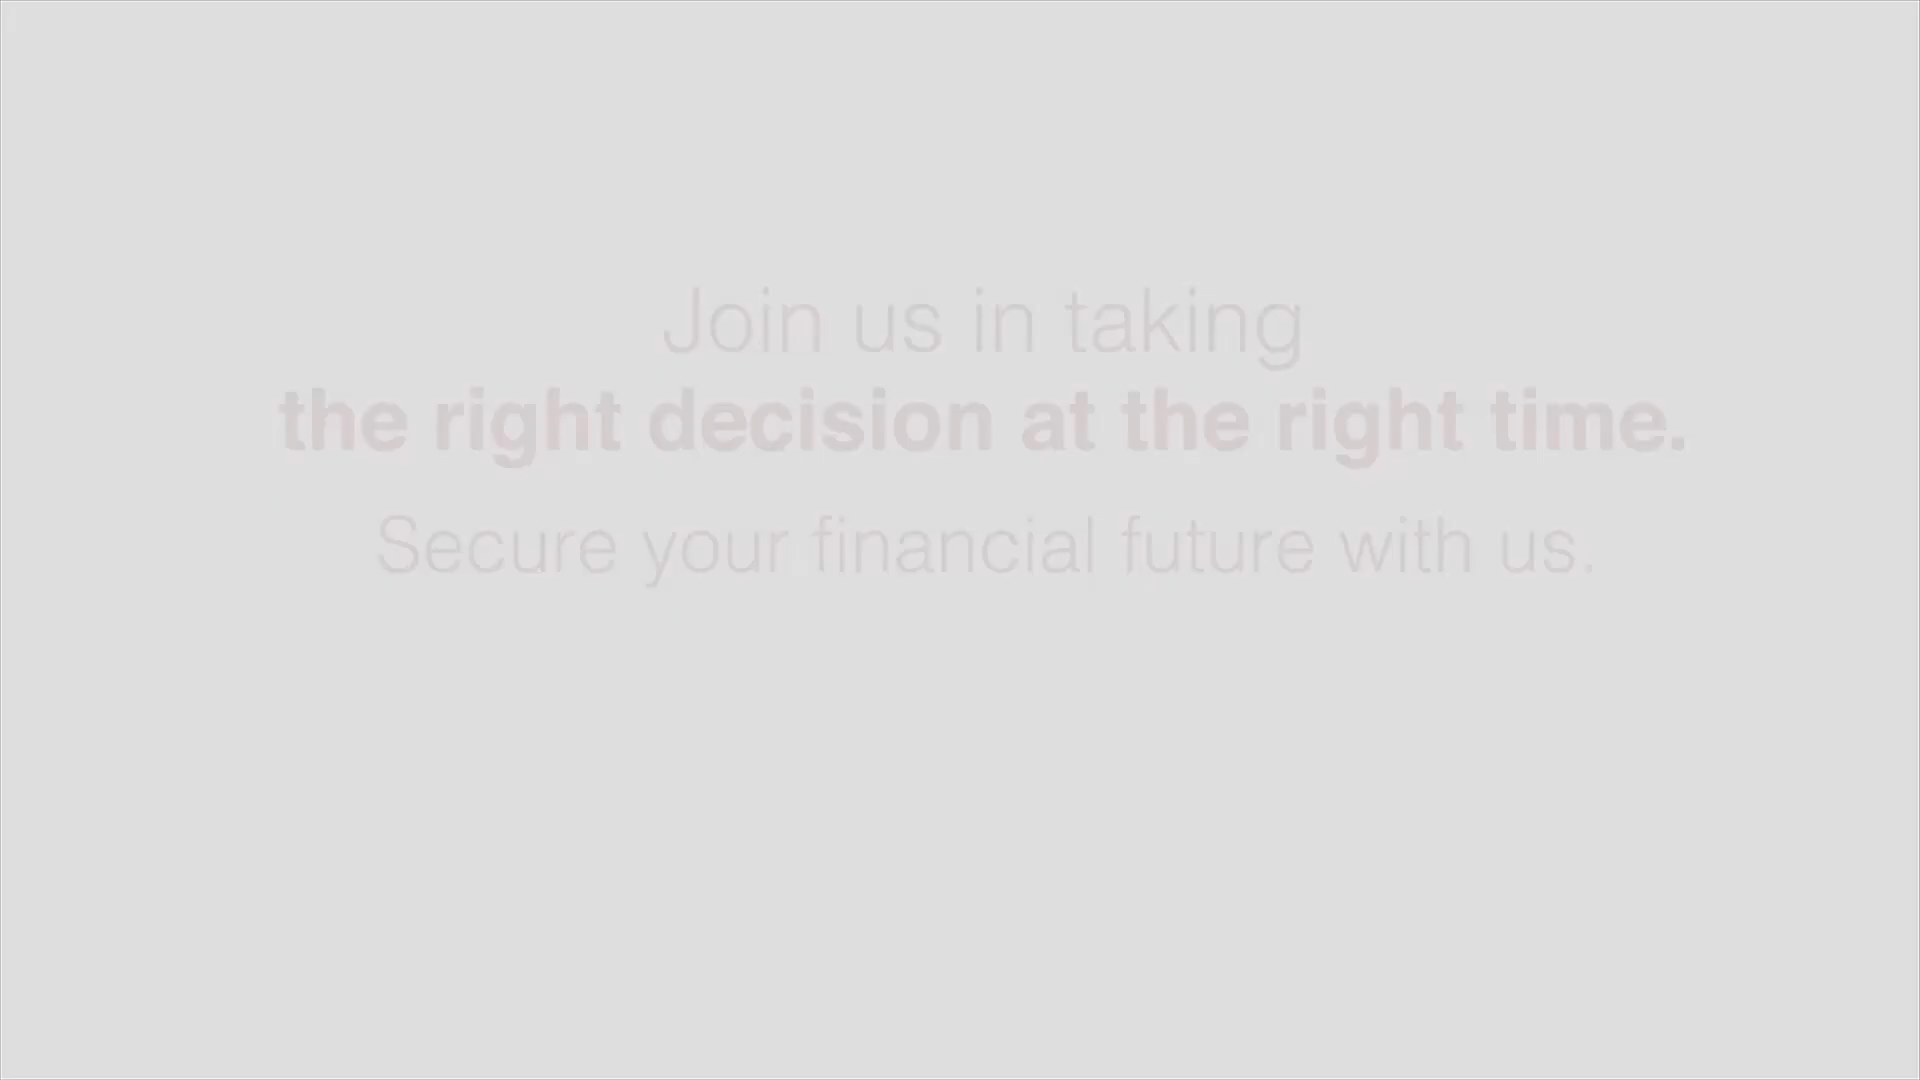 Join us in taking
the right decision at the right time.
Secure your financial future with us.